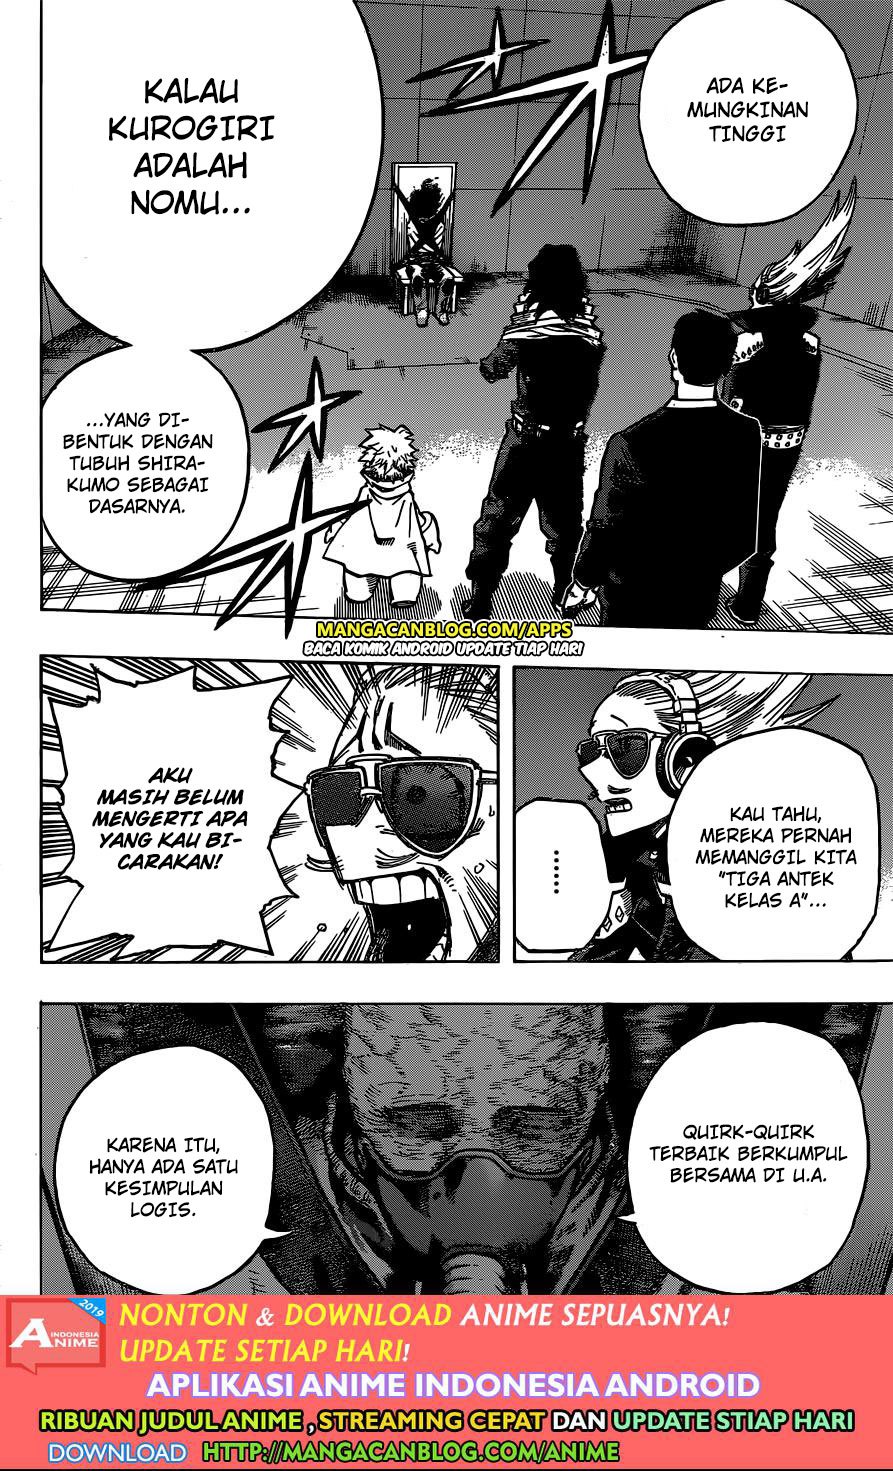 ADA KE-
MUNGKINAN
TINGGI
KALAU
KUROGIRI
ADALAH
NOMU...
...YANG DI-
BENTUK DENGAN
TUBUH SHIRA-
KUMO SEBAGAI
DASARNYA.
MANGACANBLOG.COM/APPS
BACA KOMIK ANDROID UPDATE TIAP HARI
KAU TAHU,
MEREKA PERNAH
MEMANGGIL KITA
"TIGA ANTEK
KELAS A"...
......
AKU
MASIH BELUM
MENGERTI APA
YANG KAU BI-
CARAKAN!
QUIRK-QUIRK
TERBAIK BERKUMPUL
BERSAMA DI U.A.
KARENA ITU,
HANYA ADA SATU
KESIMPULAN
LOGIS.
2019
INDONESIA
ANIME
NONTON & DOWNLOAD ANIME SEPUASNYA!
UPDATE SETIAP HARI!
APLIKASI ANIME INDONESIA ANDROID
RIBUAN JUDUL ANIME , STREAMING CEPAT DAN UPDATE STIAP HARI
DOWNLOAD HTTP://MANGACANBLOG.COM/ANIME